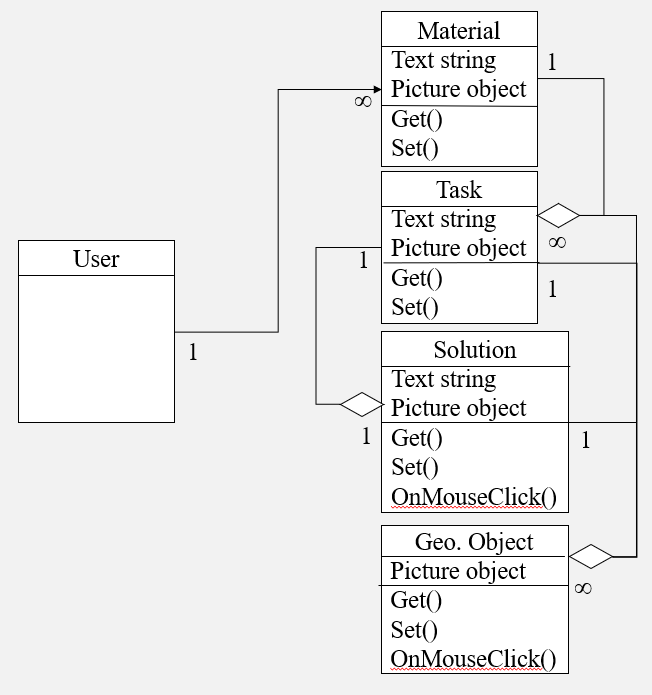 Material
Text string
Picture object
Get()
Set()
1
∞
Task
Text string
Picture object
Get()
Set()
∞
1
1
User
1
Solution
Text string
Picture object
Get()
Set()
OnMouseClick()
1
1
Geo. Object
Picture object
Get()
Set()
OnMouseClick()
∞